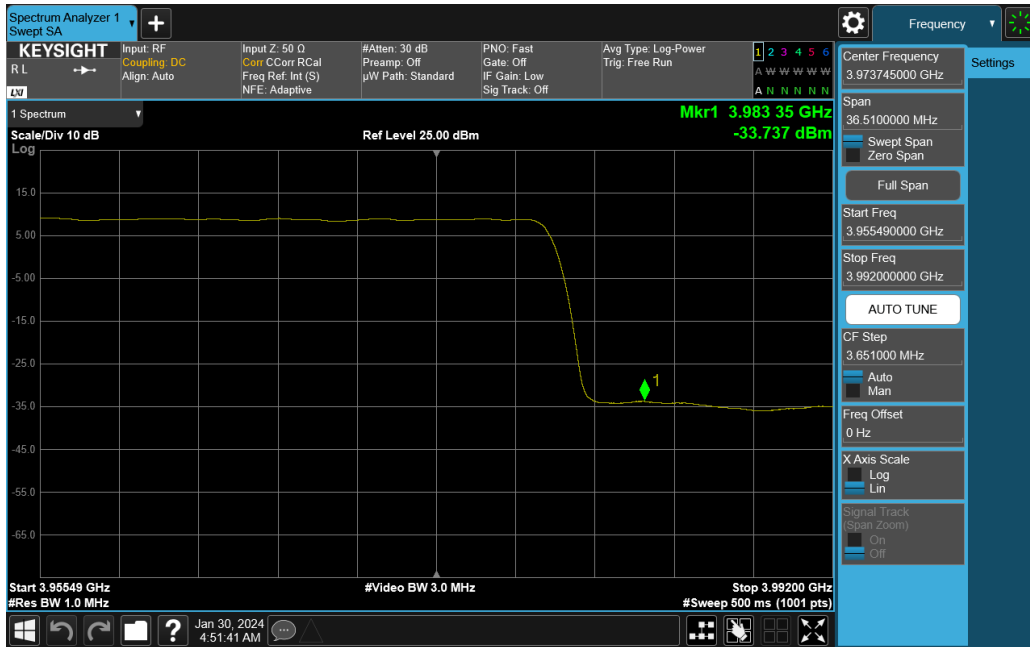 Spectrum Analyzer 1
Swept SA
Frequency
KEYSIGHT
R L
LXI
Input: RF
Coupling: DC
Align: Auto
Input Z: 50 Ω
Corr CCorr RCal
Freq Ref: Int (S)
NFE: Adaptive
#Atten: 30 dB
Preamp: Off
µW Path: Standard
PNO: Fast
Gate: Off
IF Gain: Low
Sig Track: Off
Avg Type: Log-Power
Trig: Free Run
1 2 3 4 5 6
A W W W W W
A N N N N N
1 Spectrum
Scale/Div 10 dB
Log
Ref Level 25.00 dBm
Mkr1 3.983 35 GHz
-33.737 dBm
15.0
5.00
-5.00
-15.0
-25.0
-35.0
-45.0
-55.0
-65.0
1
Start 3.95549 GHz
#Res BW 1.0 MHz
#Video BW 3.0 MHz
Stop 3.99200 GHz
#Sweep 500 ms (1001 pts)
Jan 30, 2024
4:51:41 AM
?
Center Frequency
3.973745000 GHz
Span
36.5100000 MHz
Swept Span
Zero Span
Full Span
Start Freq
3.955490000 GHz
Stop Freq
3.992000000 GHz
AUTO TUNE
CF Step
3.651000 MHz
Auto
Man
Freq Offset
0 Hz
X Axis Scale
Log
Lin
Signal Track
(Span Zoom)
On
Off
Settings